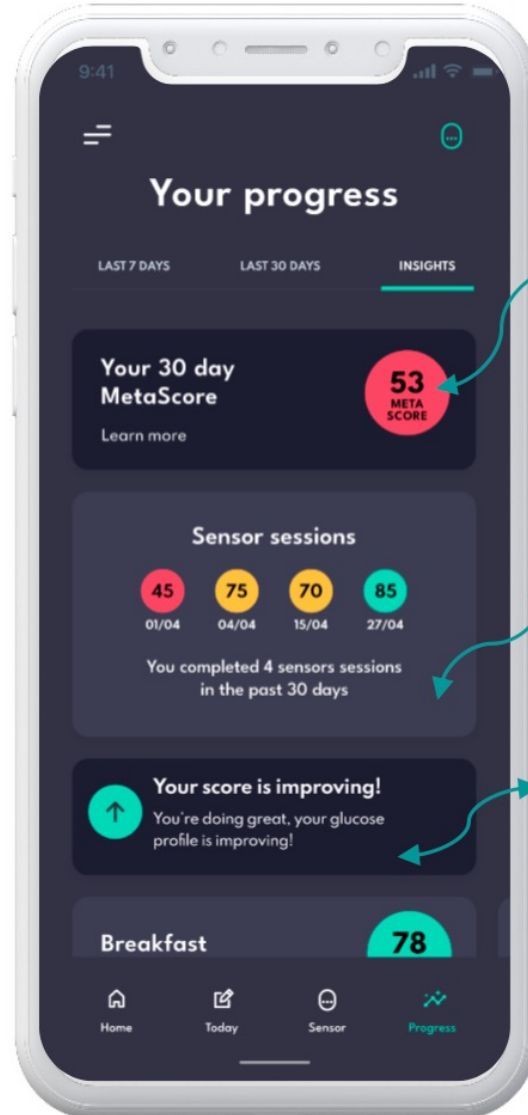 9:41
Your progress
LAST 7 DAYS LAST 30 DAYS INSIGHTS
Your 30 day
MetaScore
Learn more
53
META
SCORE
Sensor sessions
45 75 70 85
01/04 04/04 15/04 27/04
You completed 4 sensors sessions
in the past 30 days
Your score is improving!
You're doing great, your glucose
profile is improving!
Breakfast
78
Home Today Sensor Progress